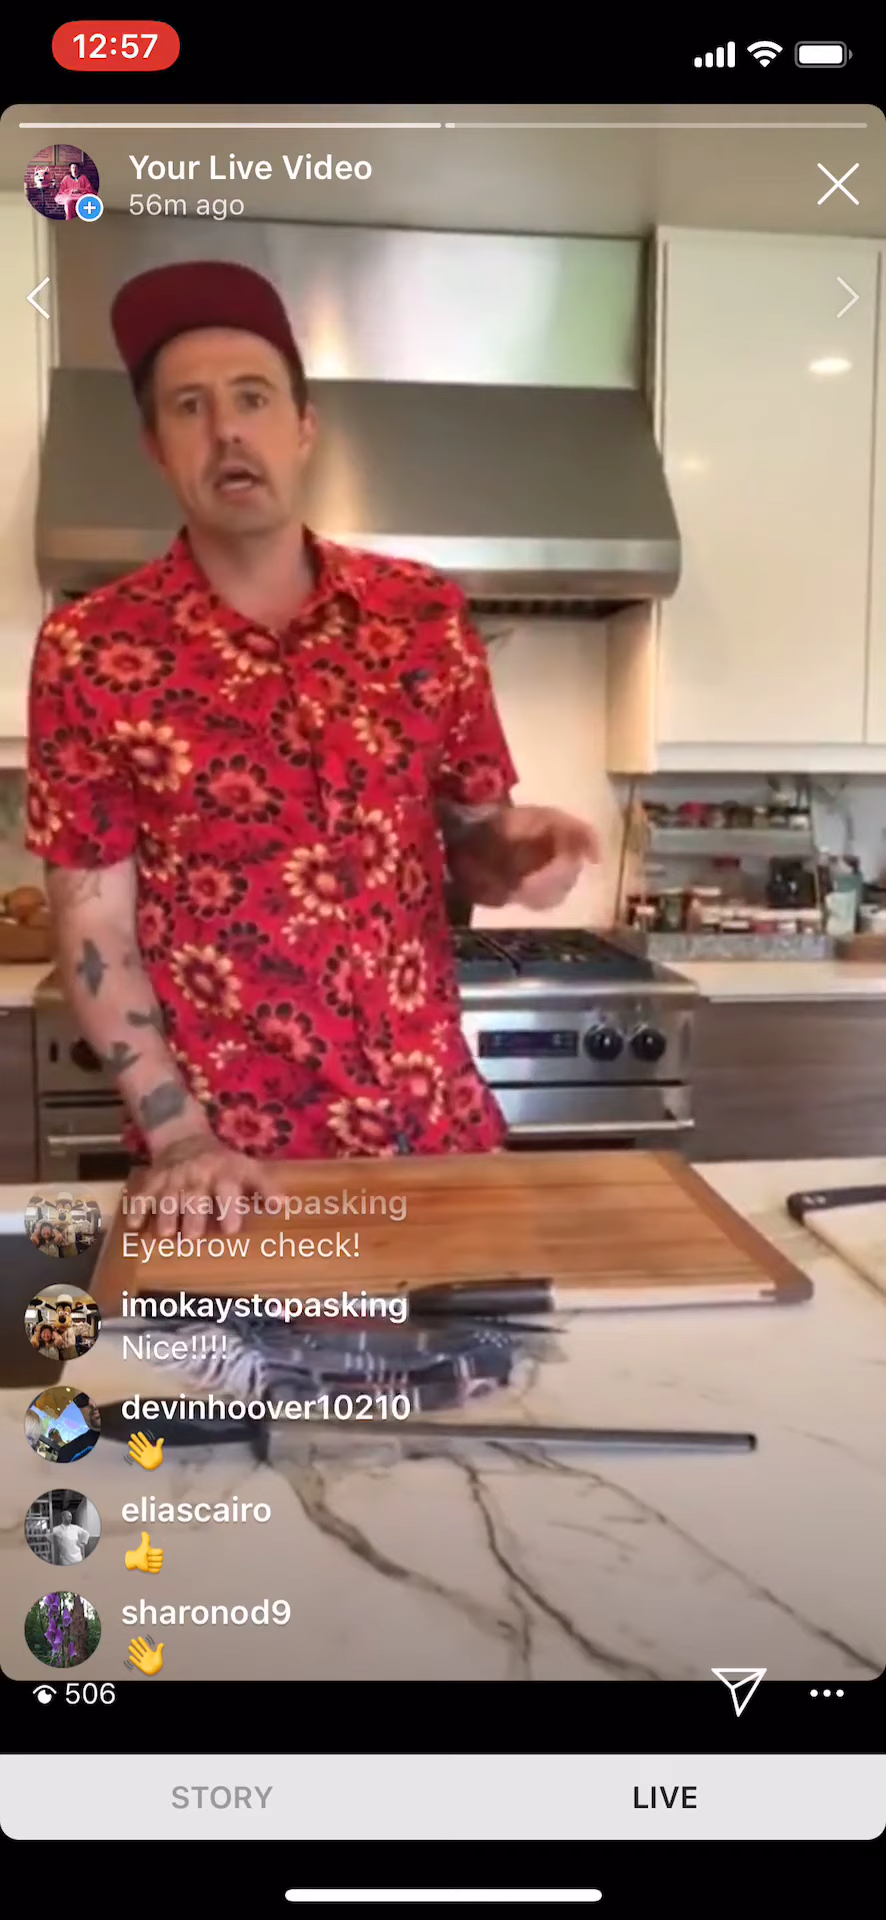 12:57
Your Live Video
56m ago
imokaystopasking
Eyebrow check!
imokaystopasking
Nice!!!!
devinhoover10210
👋
eliascairo
👍
sharonod9
👋
506
STORY
LIVE